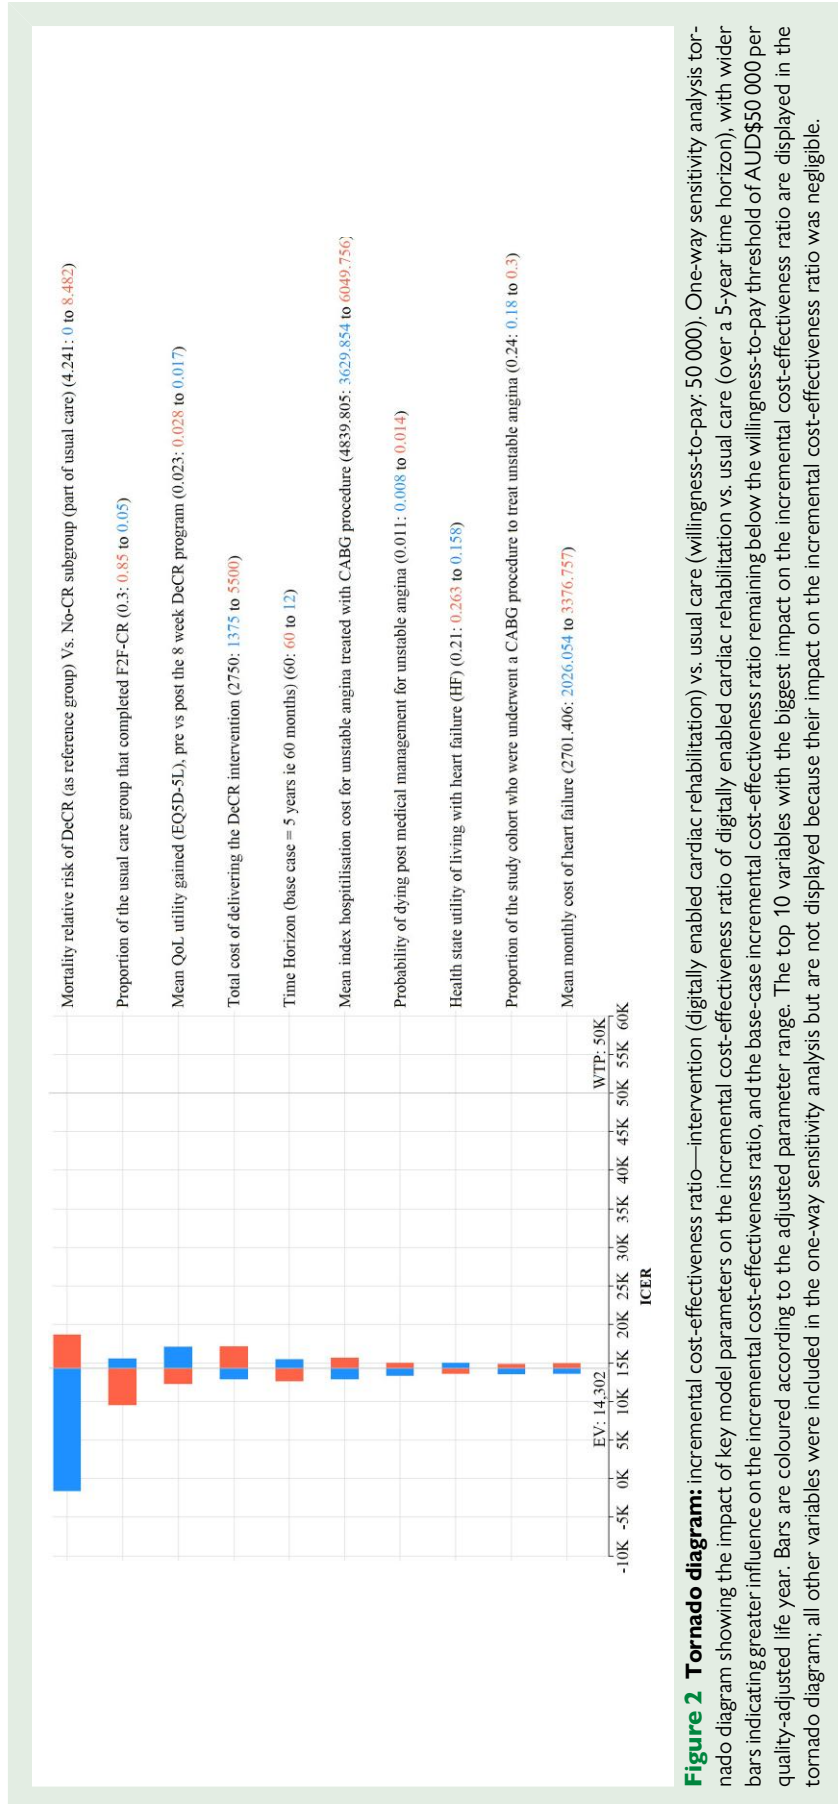 Mortality relative risk of DeCR (as reference group) Vs. No-CR subgroup (part of usual care) (4.241: 0 to 8.482)
Proportion of the usual care group that completed F2F-CR (0.3: 0.85 to 0.05)
Mean QoL utility gained (EQ5D-5L), pre vs post the 8 week DeCR program (0.023: 0.028 to 0.017)
Total cost of delivering the DeCR intervention (2750: 1375 to 5500)
Time Horizon (base case = 5 years ie 60 months) (60: 60 to 12)
Mean index hospitilisation cost for unstable angina treated with CABG procedure (4839.805: 3629.854 to 6049.756)
Probability of dying post medical management for unstable angina (0.011: 0.008 to 0.014)
Health state utility of living with heart failure (HF) (0.21: 0.263 to 0.158)
Proportion of the study cohort who were underwent a CABG procedure to treat unstable angina (0.24: 0.18 to 0.3)
Mean monthly cost of heart failure (2701.406: 2026.054 to 3376.757)
EV: 14,302 WTP: 50K
-10K -5K 0K 5K 10K 15K 20K 25K 30K 35K 40K 45K 50K 55K 60K
ICER
Figure 2 Tornado diagram: incremental cost-effectiveness ratio—intervention (digitally enabled cardiac rehabilitation) vs. usual care (willingness-to-pay: 50 000). One-way sensitivity analysis tor-
nado diagram showing the impact of key model parameters on the incremental cost-effectiveness ratio of digitally enabled cardiac rehabilitation vs. usual care (over a 5-year time horizon), with wider
bars indicating greater influence on the incremental cost-effectiveness ratio, and the base-case incremental cost-effectiveness ratio remaining below the willingness-to-pay threshold of AUD$50 000 per
quality-adjusted life year. Bars are coloured according to the adjusted parameter range. The top 10 variables with the biggest impact on the incremental cost-effectiveness ratio are displayed in the
tornado diagram; all other variables were included in the one-way sensitivity analysis but are not displayed because their impact on the incremental cost-effectiveness ratio was negligible.